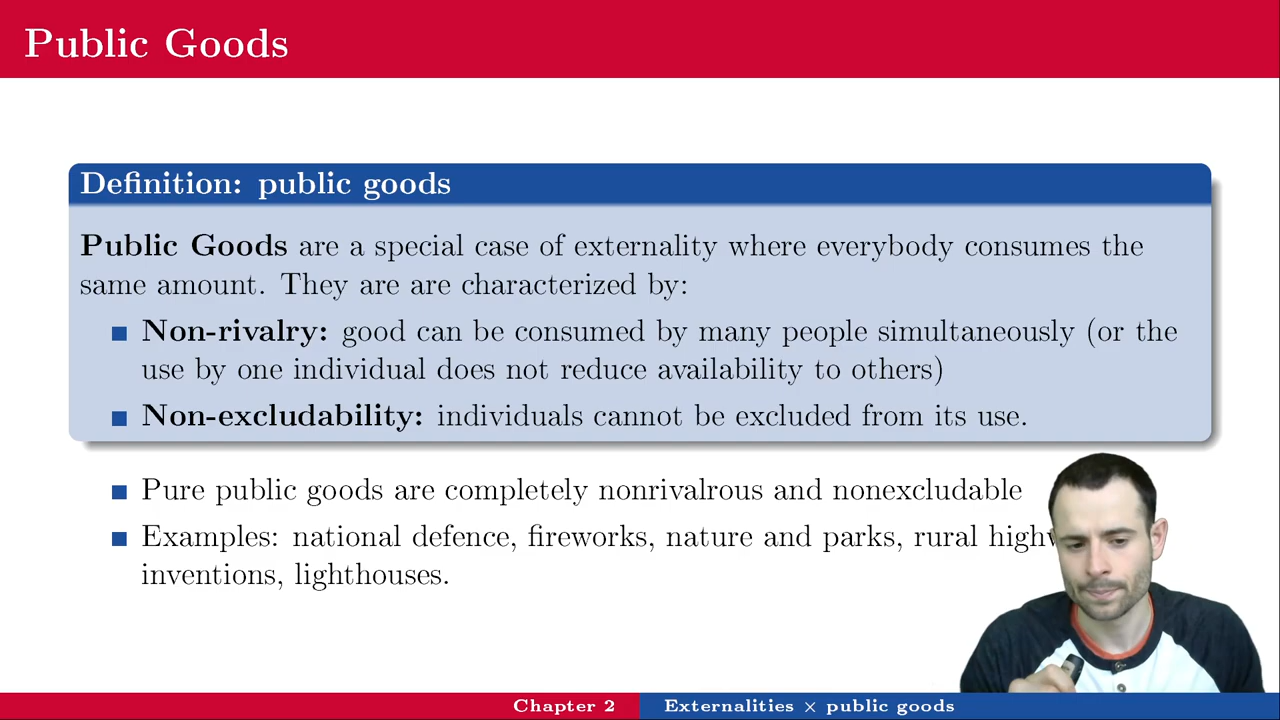 Public Goods
Definition: public goods
Public Goods are a special case of externality where everybody consumes the
same amount. They are are characterized by:
Non-rivalry: good can be consumed by many people simultaneously (or the
use by one individual does not reduce availability to others)
Non-excludability: individuals cannot be excluded from its use.
Pure public goods are completely nonrivalrous and nonexcludable
Examples: national defence, fireworks, nature and parks, rural
inventions, lighthouses.
Chapter 2
Externalities × public goods